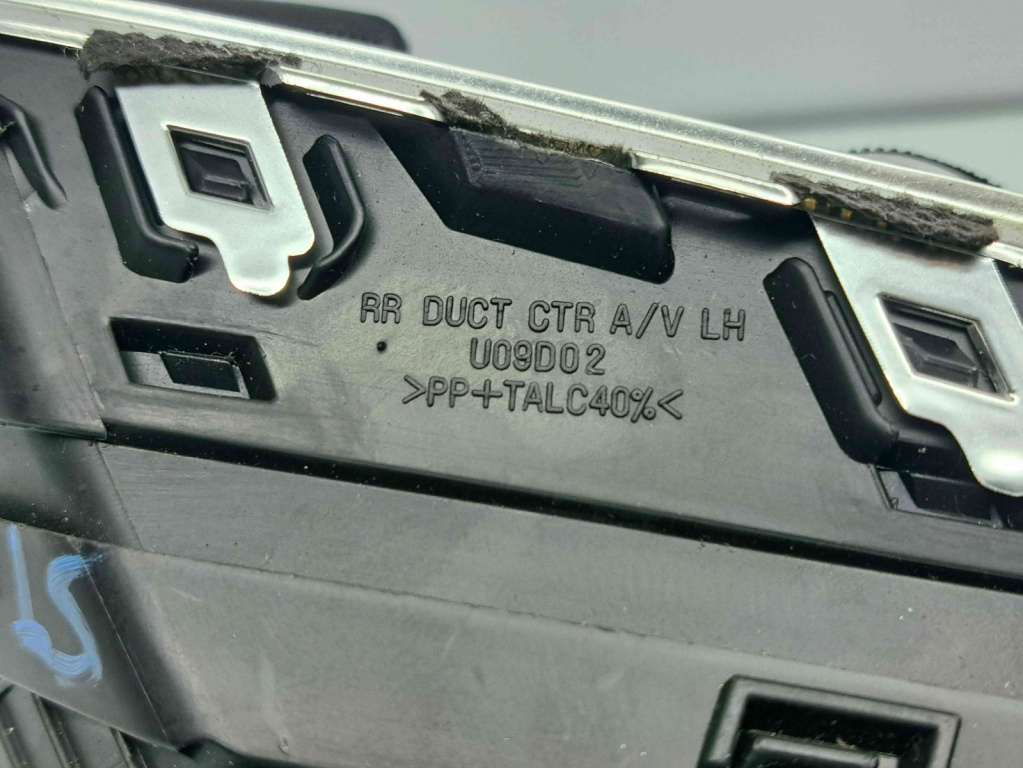 RR DUCT CTR A/V LH
U09D02
>PP+TALC40%<